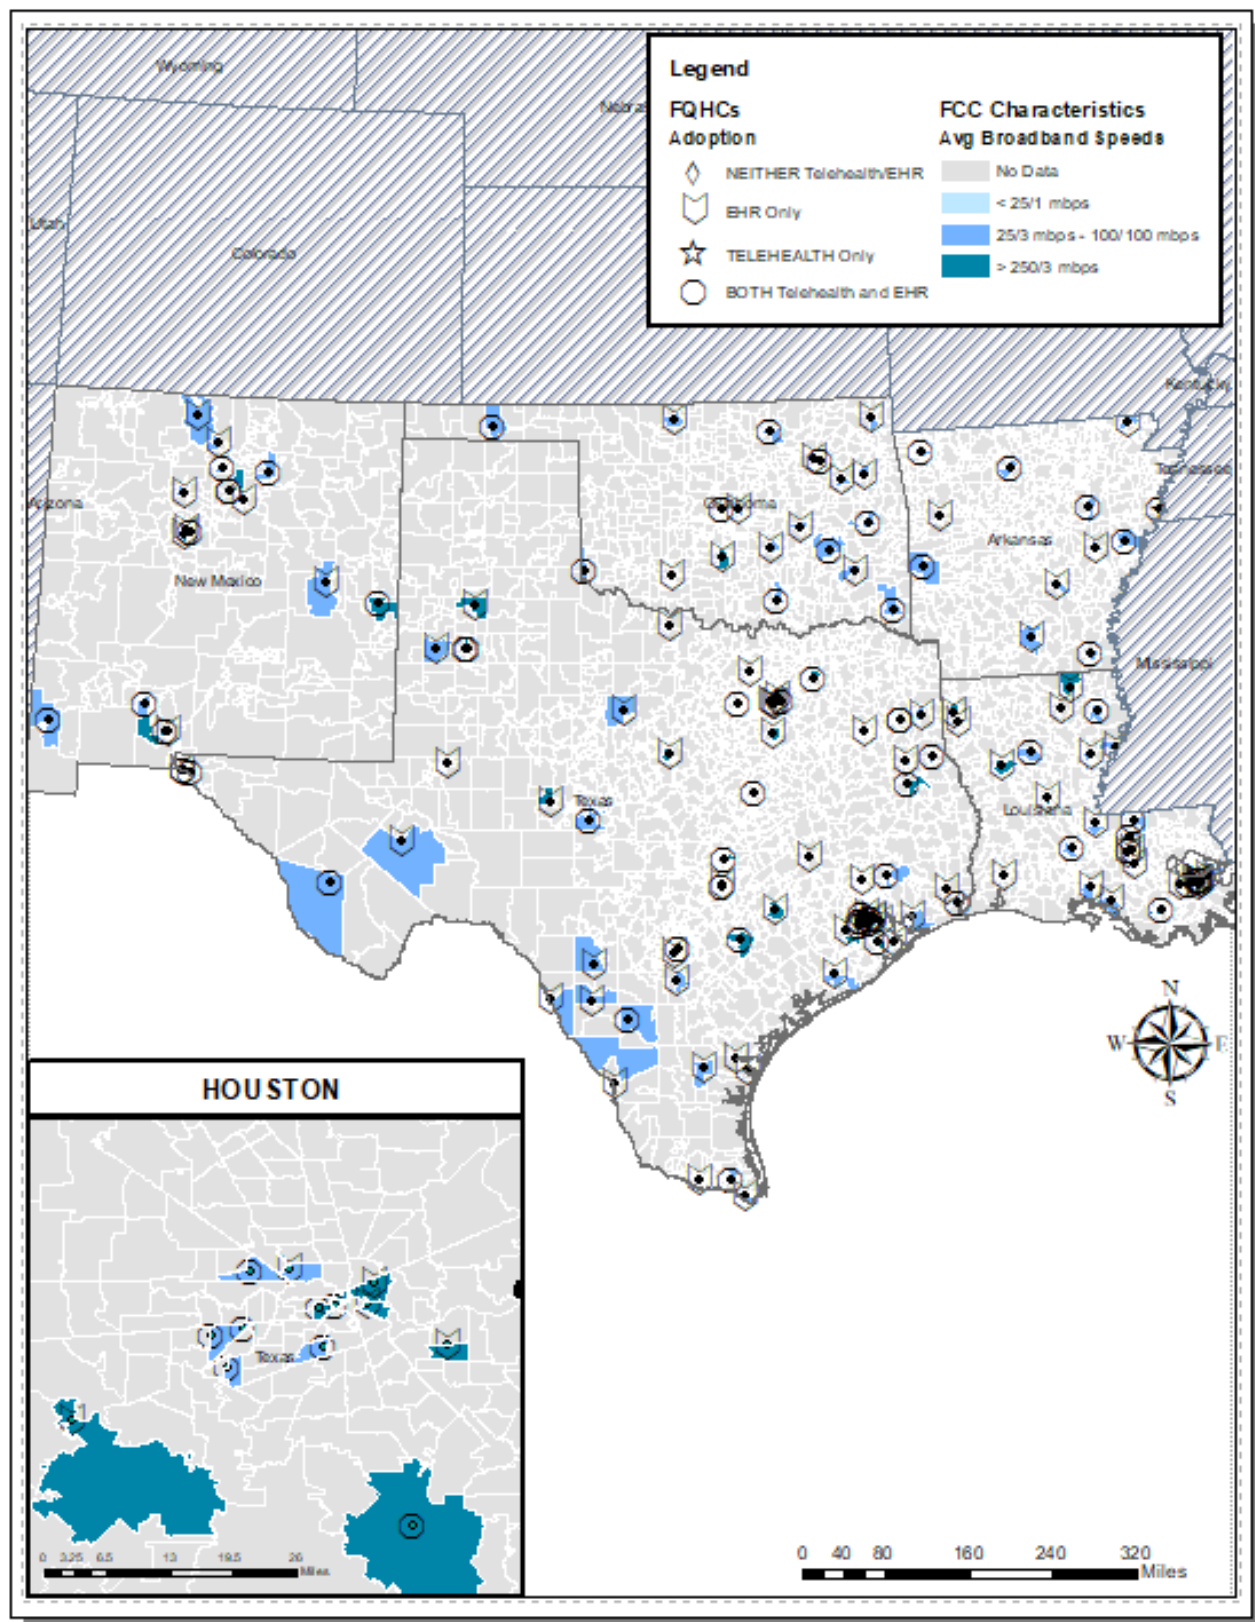 Legend
FQHCs
Adoption
NEITHER Telehealth/EHR
EHR Only
TELEHEALTH Only
BOTH Telehealth and EHR
FCC Characteristics
Avg Broadband Speeds
No Data
< 25/1 mbps
25/3 mbps - 100/100 mbps
> 250/3 mbps
Wyoming
Utah
Colorado
Kentucky
Tennessee
Arizona
Oklahoma
Arkansas
New Mexico
Mississippi
Texas
Louisiana
N
W E
S
HOUSTON
Texas
0 3.25 6.5 13 19.5 26
Miles
0 40 80 160 240 320
Miles